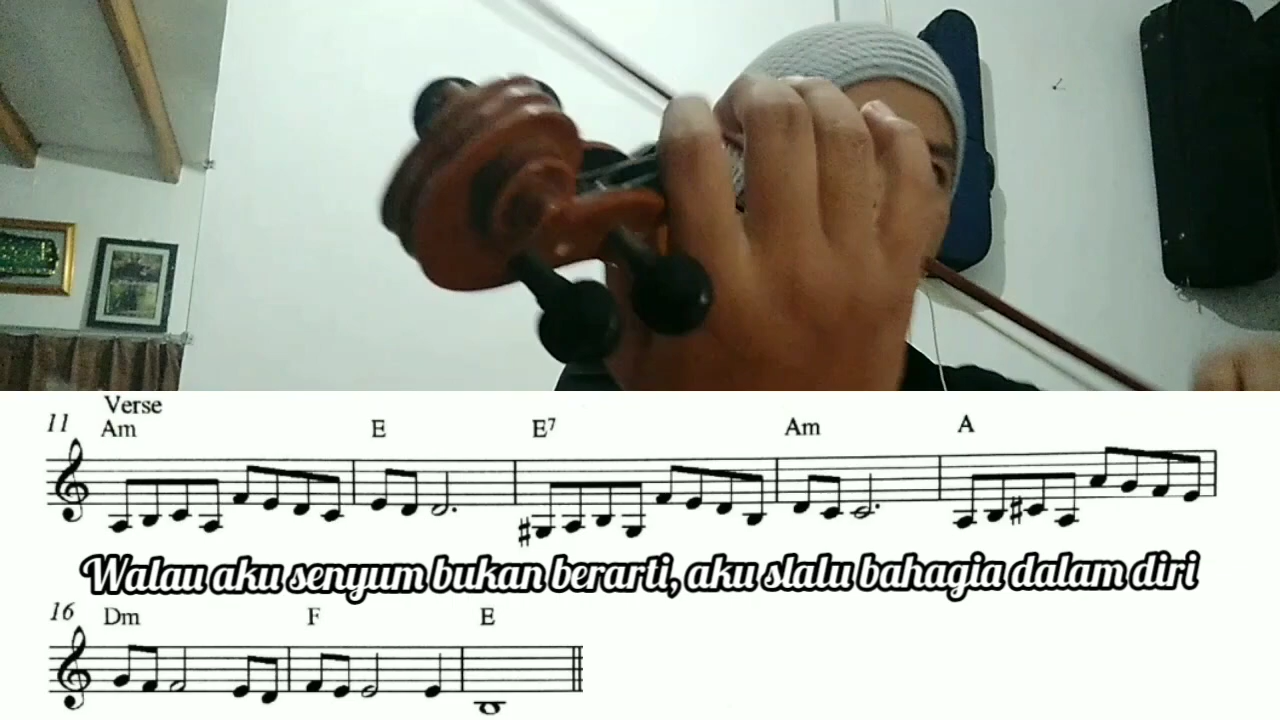 Verse
11 Am E E7 Am A
Walau aku senyum bukan berarti, aku slalu bahagia dalam diri
16 Dm F E